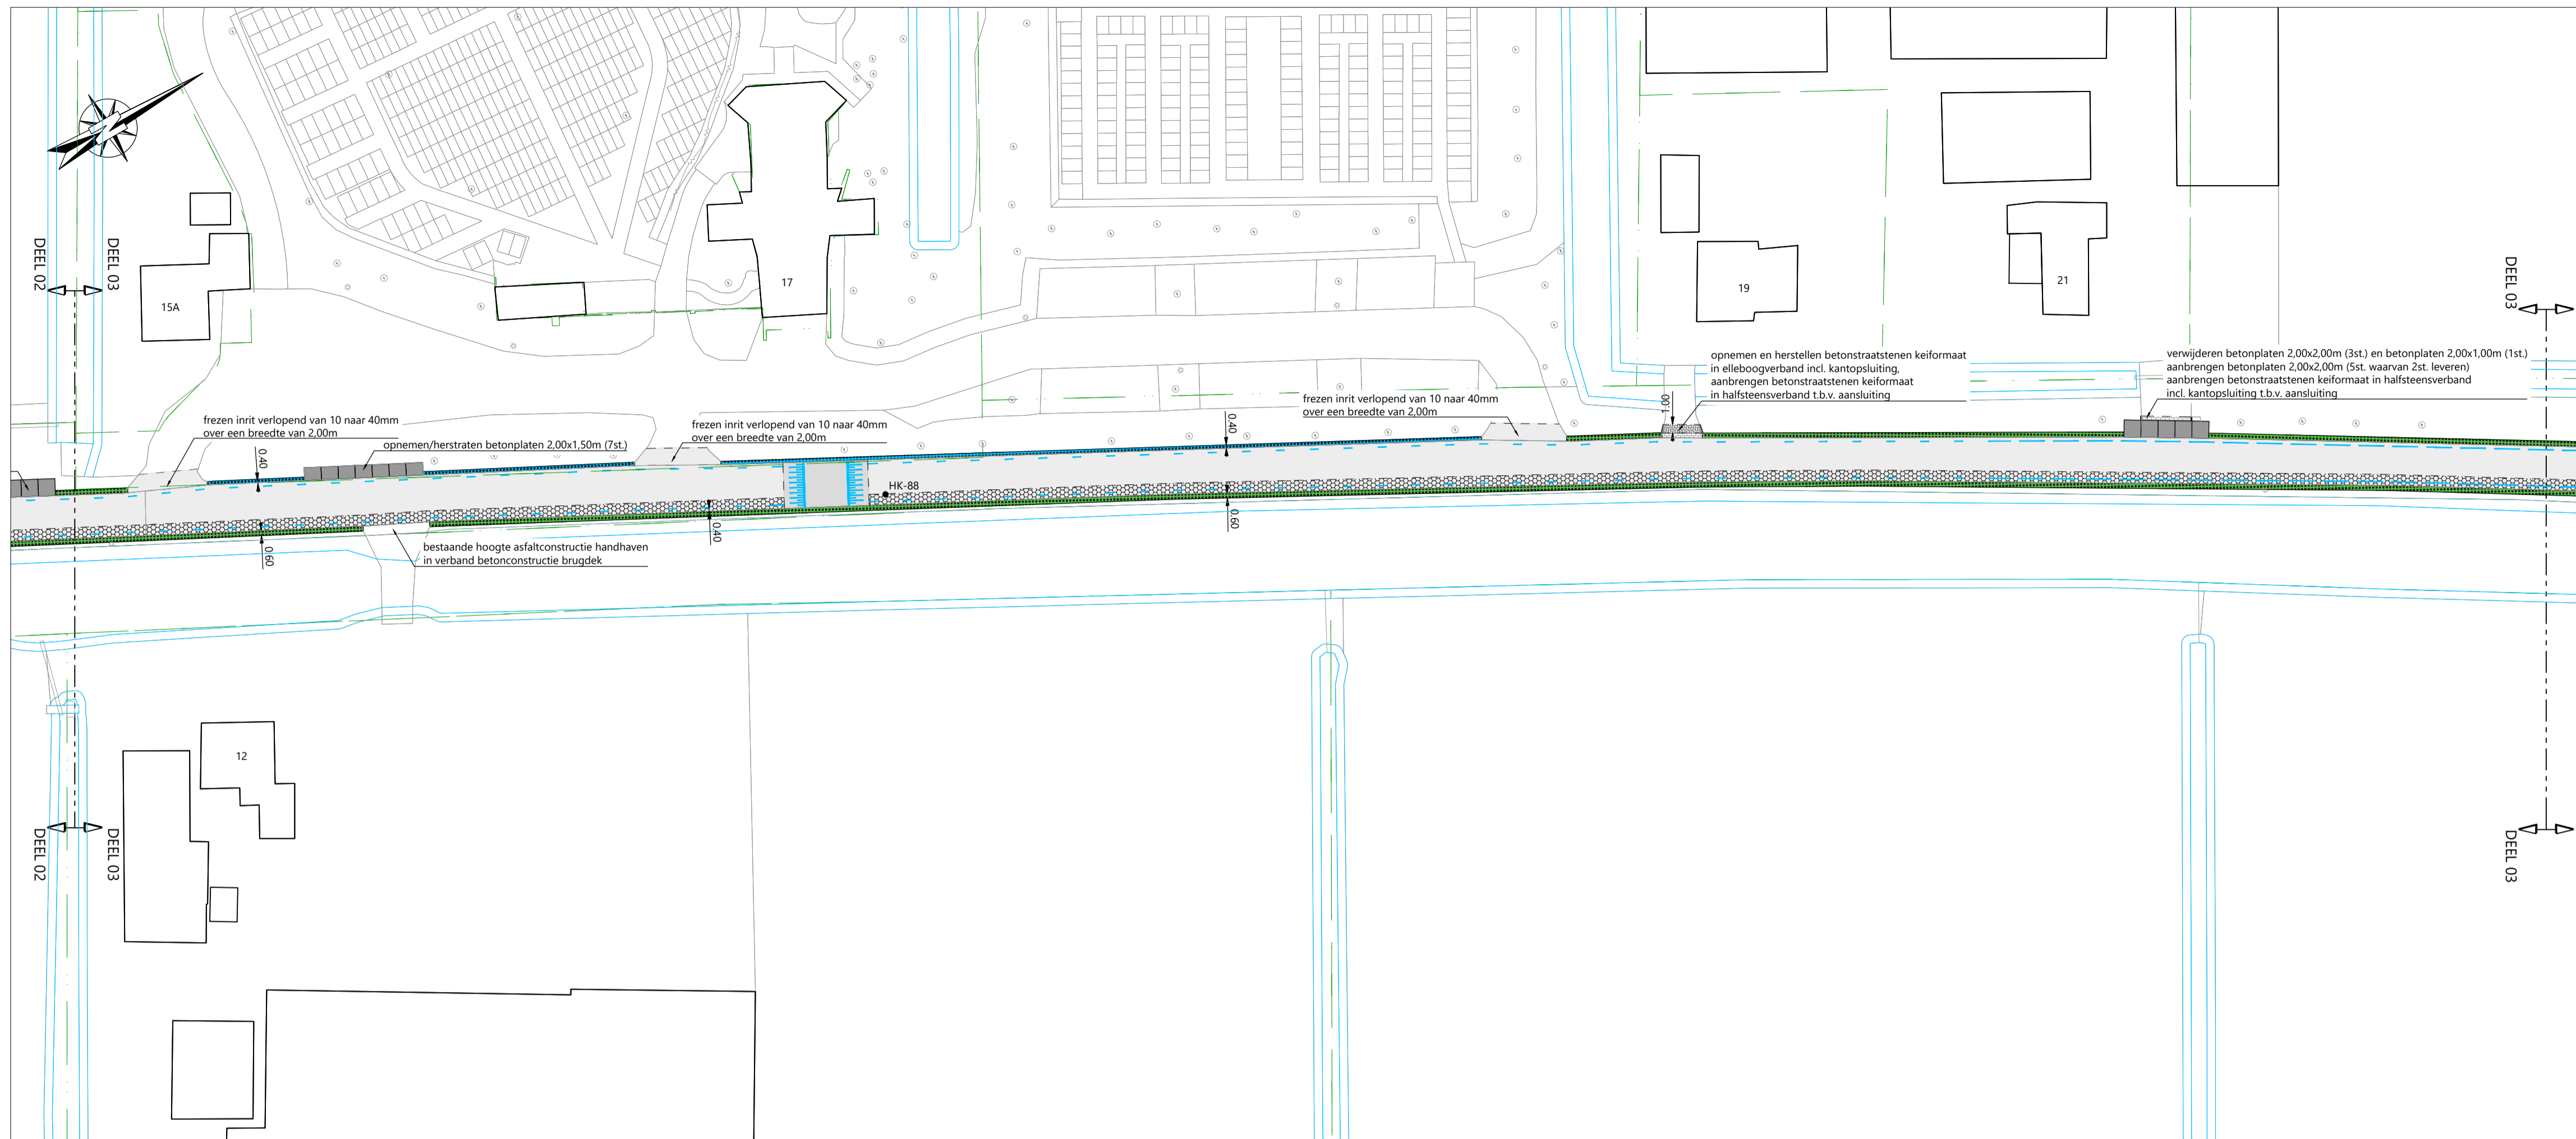 DEEL 02
DEEL 03
15A
17
19
21
DEEL 03
opnemen en herstellen betonstraatstenen keiformaat
in elleboogverband incl. kantopsluiting,
aanbrengen betonstraatstenen keiformaat
in halfsteensverband t.b.v. aansluiting
verwijderen betonplaten 2,00x2,00m (3st.) en betonplaten 2,00x1,00m (1st.)
aanbrengen betonplaten 2,00x2,00m (5st. waarvan 2st. leveren)
aanbrengen betonstraatstenen keiformaat in halfsteensverband
incl. kantopsluiting t.b.v. aansluiting
frezen inrit verlopend van 10 naar 40mm
over een breedte van 2,00m
opnemen/herstraten betonplaten 2,00x1,50m (7st.)
frezen inrit verlopend van 10 naar 40mm
over een breedte van 2,00m
frezen inrit verlopend van 10 naar 40mm
over een breedte van 2,00m
0.40
0.40
1.00
HK-88
0.60
0.40
0.60
bestaande hoogte asfaltconstructie handhaven
in verband betonconstructie brugdek
12
DEEL 02
DEEL 03
DEEL 03